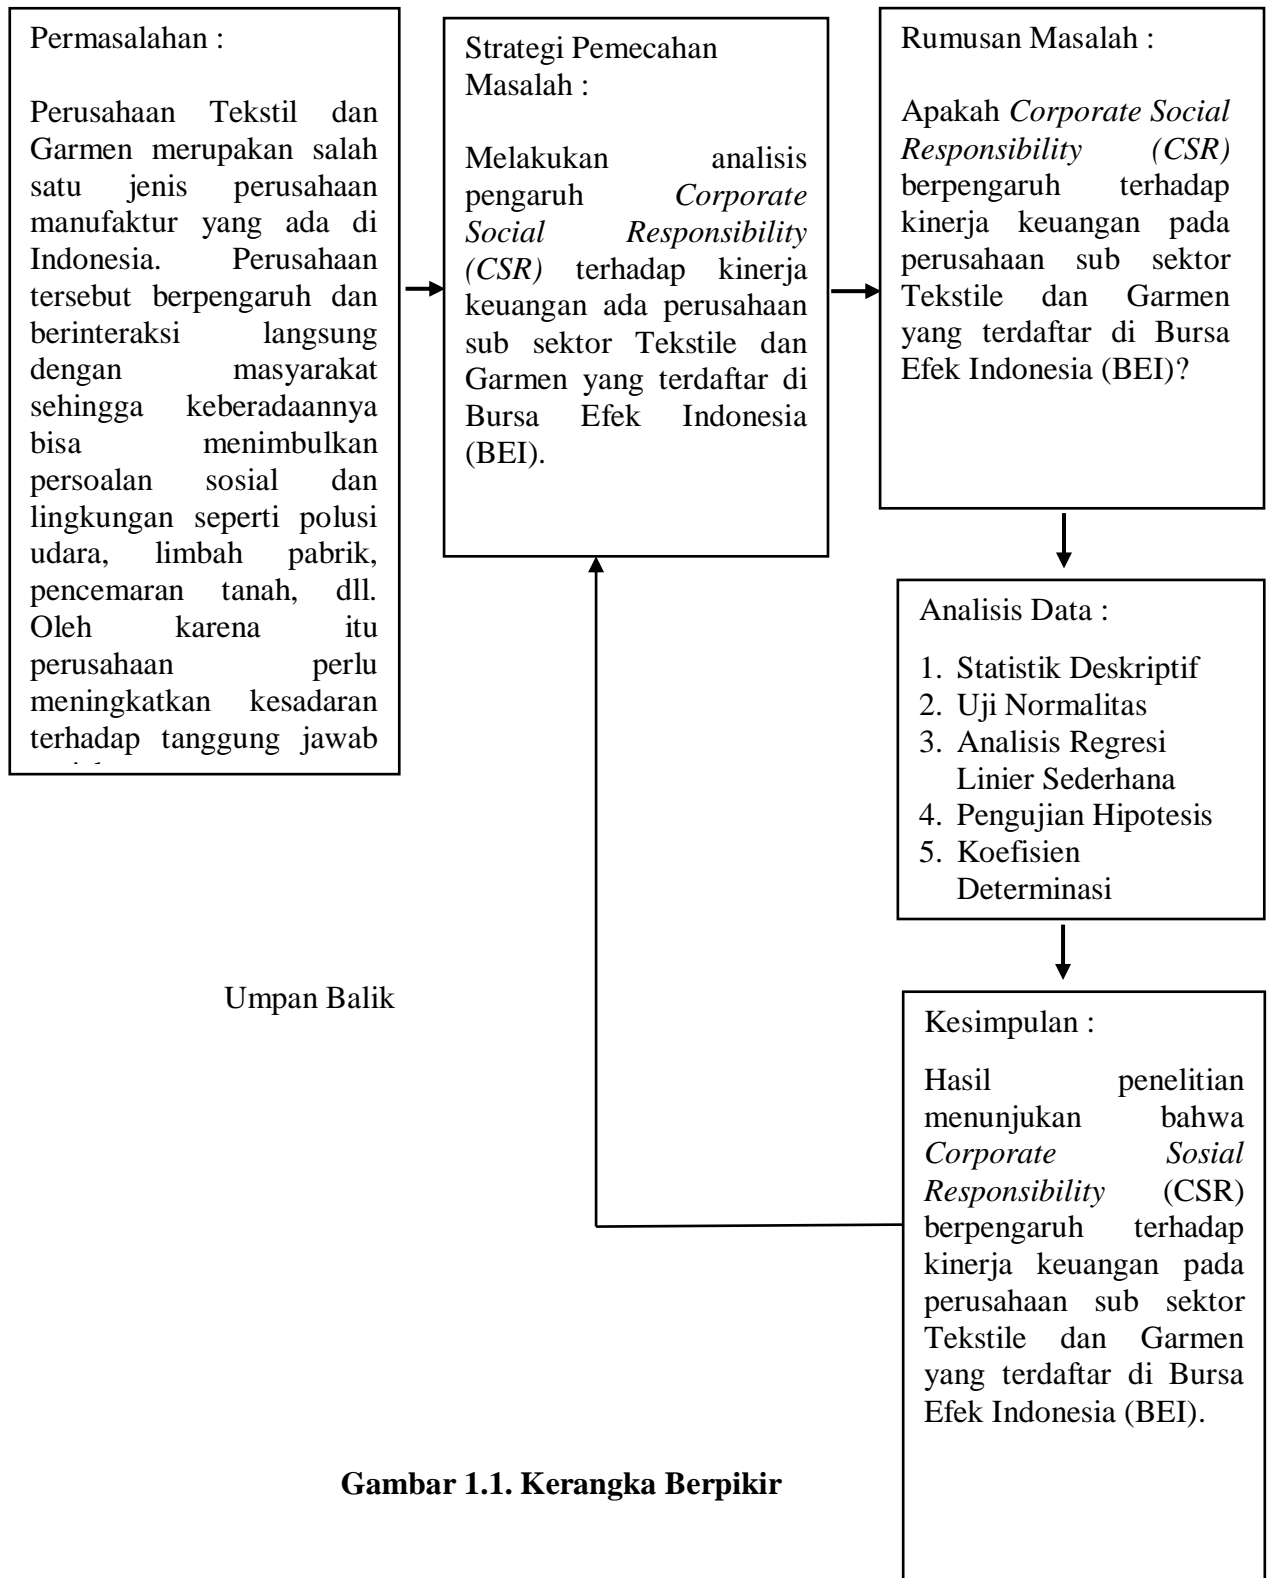 Permasalahan :
Perusahaan Tekstil dan
Garmen merupakan salah
satu jenis perusahaan
manufaktur yang ada di
Indonesia. Perusahaan
tersebut berpengaruh dan
berinteraksi langsung
dengan masyarakat
sehingga keberadaannya
bisa menimbulkan
persoalan sosial dan
lingkungan seperti polusi
udara, limbah pabrik,
pencemaran tanah, dll.
Oleh karena itu
perusahaan perlu
meningkatkan kesadaran
terhadap tanggung jawab
Strategi Pemecahan
Masalah :
Melakukan analisis
pengaruh Corporate
Social Responsibility
(CSR) terhadap kinerja
keuangan ada perusahaan
sub sektor Tekstile dan
Garmen yang terdaftar di
Bursa Efek Indonesia
(BEI).
Rumusan Masalah :
Apakah Corporate Social
Responsibility (CSR)
berpengaruh terhadap
kinerja keuangan pada
perusahaan sub sektor
Tekstile dan Garmen
yang terdaftar di Bursa
Efek Indonesia (BEI)?
Analisis Data :
1. Statistik Deskriptif
2. Uji Normalitas
3. Analisis Regresi
Linier Sederhana
4. Pengujian Hipotesis
5. Koefisien
Determinasi
Umpan Balik
Kesimpulan :
Hasil penelitian
menunjukan bahwa
Corporate Sosial
Responsibility (CSR)
berpengaruh terhadap
kinerja keuangan pada
perusahaan sub sektor
Tekstile dan Garmen
yang terdaftar di Bursa
Efek Indonesia (BEI).
Gambar 1.1. Kerangka Berpikir